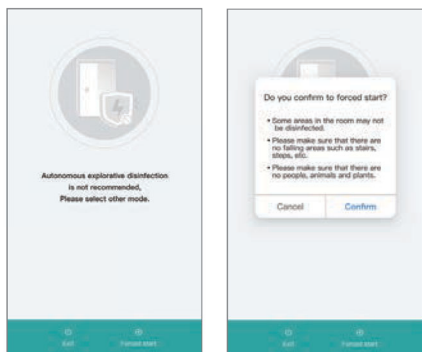 Autonomous explorative disinfection
is not recommended,
Please select other mode.
Exit
Forced start
Do you confirm to forced start?
• Some areas in the room may not
be disinfected.
• Please make sure that there are
no falling areas such as stairs,
steps, etc.
• Please make sure that there are
no people, animals and plants.
Cancel
Confirm
Exit
Forced start